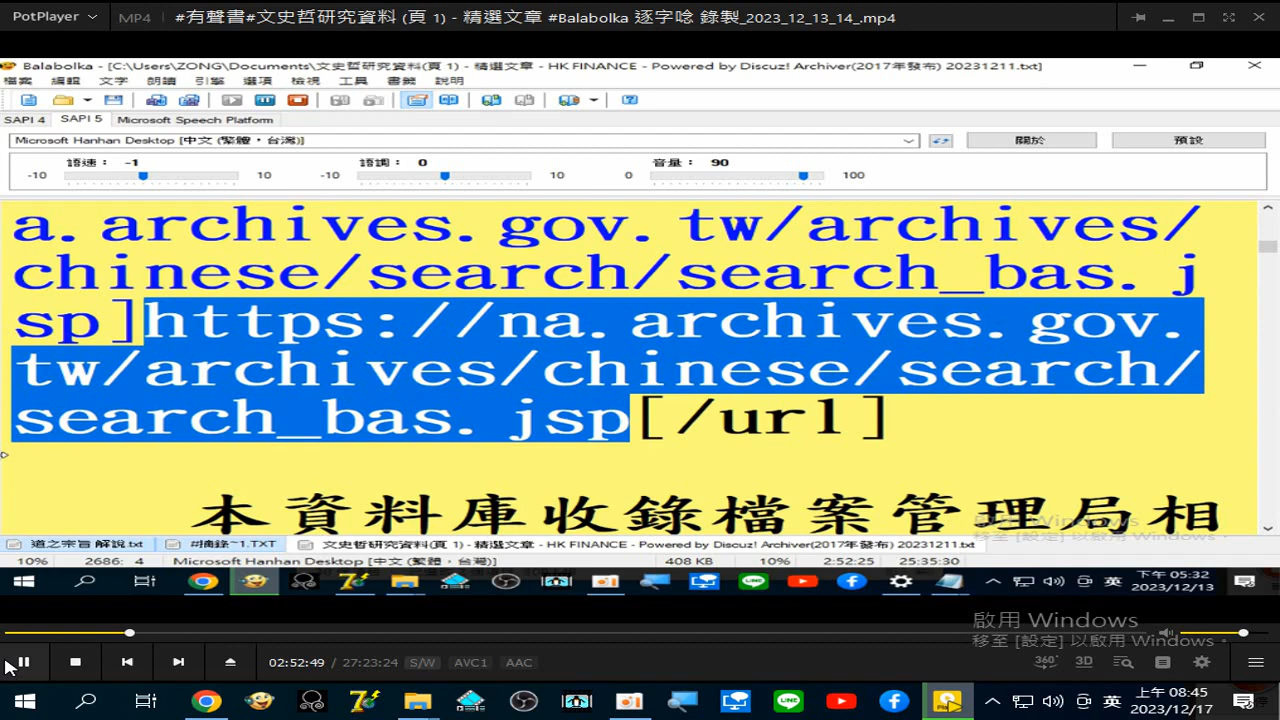 PotPlayer MP4 #有聲書#文史哲研究資料 (頁 1) - 精選文章 #Balabolka 逐字唸 錄製_2023_12_13_14_.mp4
Balabolka - [C:\Users\ZONG\Documents\文史哲研究資料(頁 1) - 精選文章 - HK FINANCE - Powered by Discuz! Archiver(2017年發布) 20231211.txt]
檔案 編輯 文字 朗讀 引擎 選項 檢視 工具 書籤 說明
SAPI 4 SAPI 5 Microsoft Speech Platform
Microsoft Hanhan Desktop [中文 (繁體，台灣)] 關於 預設
語速： -1 語調： 0 音量： 90
-10 10 -10 10 0 100
a.archives.gov.tw/archives/
chinese/search/search_bas.j
sp]https://na.archives.gov.
tw/archives/chinese/search/
search_bas.jsp[/url]
本資料庫收錄檔案管理局相
啟用 Windows
移至 [設定] 以啟用 Windows。
道之宗旨 解說.txt #摘錄~1.TXT 文史哲研究資料(頁 1) - 精選文章 - HK FINANCE - Powered by Discuz! Archiver(2017年發布) 20231211.txt
10% 2686: 4 Microsoft Hanhan Desktop [中文 (繁體，台灣)] 408 KB 10% 2:52:25 25:35:30
英 下午 05:32
2023/12/13
啟用 Windows
移至 [設定] 以啟用 Windows。
02:52:49 / 27:23:24 S/W AVC1 AAC 360° 3D
英 上午 08:45
2023/12/17